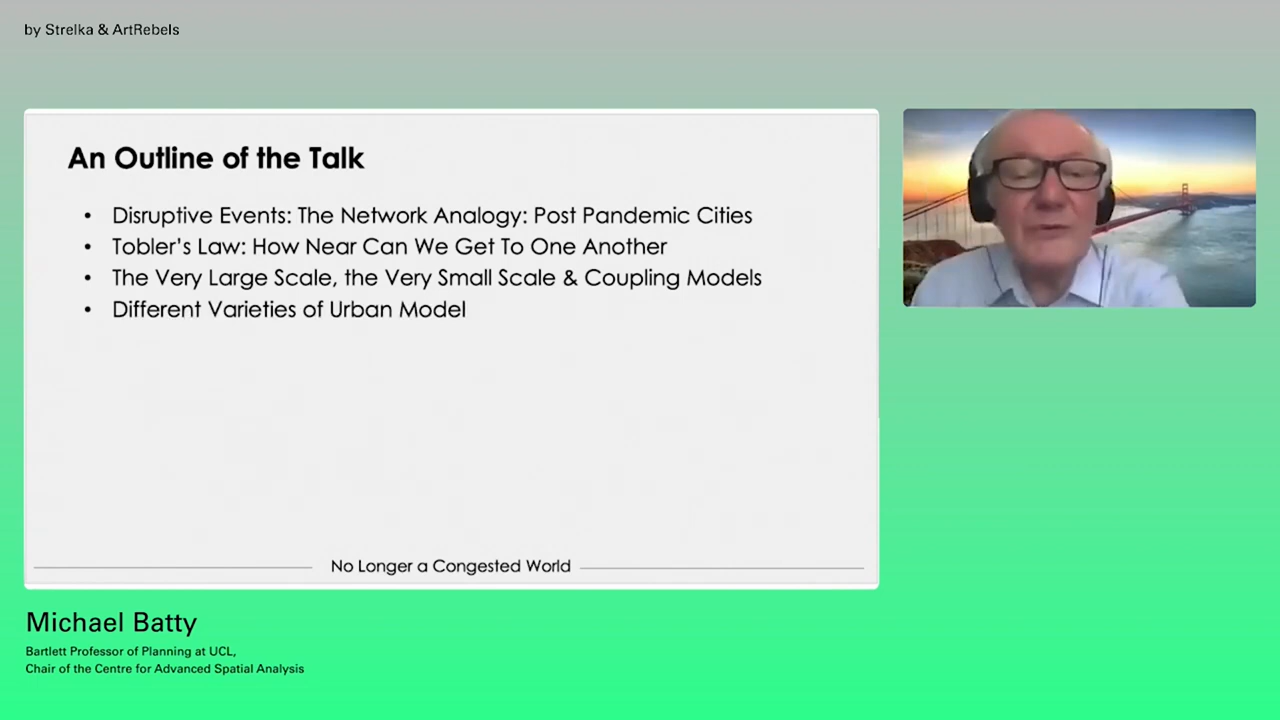 by Strelka & ArtRebels
An Outline of the Talk
• Disruptive Events: The Network Analogy: Post Pandemic Cities
• Tobler's Law: How Near Can We Get To One Another
• The Very Large Scale, the Very Small Scale & Coupling Models
• Different Varieties of Urban Model
No Longer a Congested World
Michael Batty
Bartlett Professor of Planning at UCL,
Chair of the Centre for Advanced Spatial Analysis